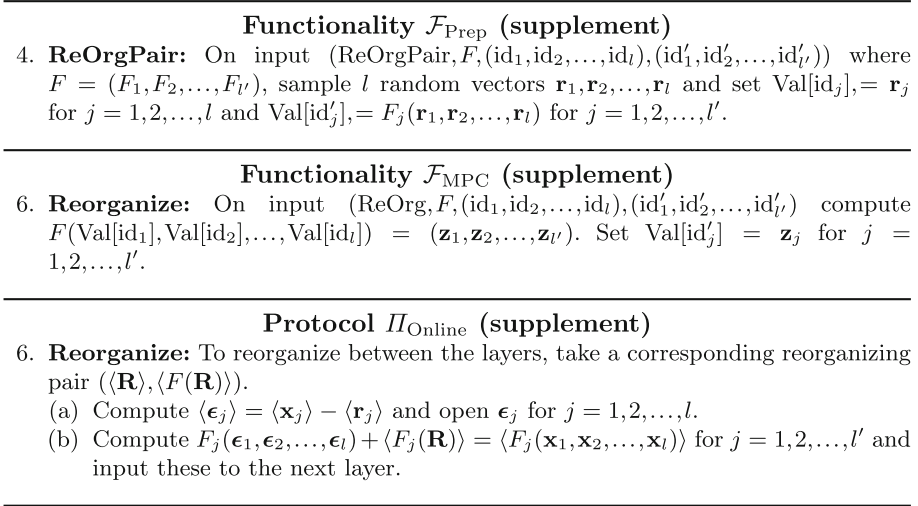 Functionality 𝓕Prep (supplement)
4. ReOrgPair: On input (ReOrgPair,F,(id₁,id₂,…,idₗ),(id′₁,id′₂,…,id′ₗ′)) where
F = (F₁,F₂,…,Fₗ′), sample l random vectors r₁,r₂,…,rₗ and set Val[idⱼ],= rⱼ
for j = 1,2,…,l and Val[id′ⱼ],= Fⱼ(r₁,r₂,…,rₗ) for j = 1,2,…,l′.
Functionality 𝓕MPC (supplement)
6. Reorganize: On input (ReOrg,F,(id₁,id₂,…,idₗ),(id′₁,id′₂,…,id′ₗ′) compute
F(Val[id₁],Val[id₂],…,Val[idₗ]) = (z₁,z₂,…,zₗ′). Set Val[id′ⱼ] = zⱼ for j =
1,2,…,l′.
Protocol ΠOnline (supplement)
6. Reorganize: To reorganize between the layers, take a corresponding reorganizing
pair (⟨R⟩,⟨F(R)⟩).
(a) Compute ⟨ϵⱼ⟩ = ⟨xⱼ⟩ − ⟨rⱼ⟩ and open ϵⱼ for j = 1,2,…,l.
(b) Compute Fⱼ(ϵ₁,ϵ₂,…,ϵₗ)+⟨Fⱼ(R)⟩ = ⟨Fⱼ(x₁,x₂,…,xₗ)⟩ for j = 1,2,…,l′ and
input these to the next layer.